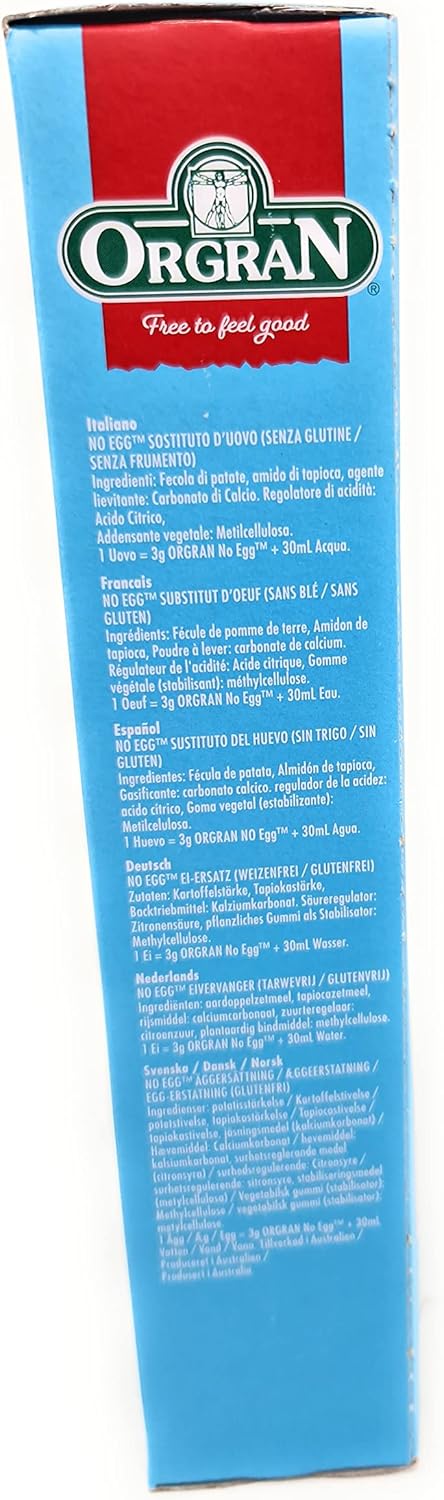 ORGRAN
®
Free to feel good
Italiano
NO EGG™ SOSTITUTO D'UOVO (SENZA GLUTINE /
SENZA FRUMENTO)
Ingredienti: Fecola di patate, amido di tapioca, agente
lievitante: Carbonato di Calcio. Regolatore di acidità:
Acido Citrico,
Addensante vegetale: Metilcellulosa.
1 Uovo = 3g ORGRAN No Egg™ + 30mL Acqua.
Francais
NO EGG™ SUBSTITUT D'OEUF (SANS BLÉ / SANS
GLUTEN)
Ingrédients: Fécule de pomme de terre, Amidon de
tapioca, Poudre à lever: carbonate de calcium.
Régulateur de l'acidité: Acide citrique, Gomme
végétale (stabilisant): méthylcellulose.
1 Oeuf = 3g ORGRAN No Egg™ + 30mL Eau.
Español
NO EGG™ SUSTITUTO DEL HUEVO (SIN TRIGO / SIN
GLUTEN)
Ingredientes: Fécula de patata, Almidón de tapioca,
Gasificante: carbonato calcico. regulador de la acidez:
acido cítrico, Goma vegetal (estabilizante):
Metilcelulosa.
1 Huevo = 3g ORGRAN No Egg™ + 30mL Agua.
Deutsch
NO EGG™ EI-ERSATZ (WEIZENFREI / GLUTENFREI)
Zutaten: Kartoffelstärke, Tapiokastärke,
Backtriebmittel: Kalziumkarbonat. Säureregulator:
Zitronensäure, pflanzliches Gummi als Stabilisator:
Methylcellulose.
1 Ei = 3g ORGRAN No Egg™ + 30mL Wasser.
Nederlands
NO EGG™ EIVERVANGER (TARWEVRIJ / GLUTENVRIJ)
Ingrediënten: aardoppelzetmeel, tapiocazetmeel,
rijsmiddel: calciumcarbonaat, zuurteregelaar:
citroenzuur, plantaardig bindmiddel: methylcellulose.
1 Ei = 3g ORGRAN No Egg™ + 30mL Water.
Svenska / Dansk / Norsk
NO EGG™ ÄGGERSÄTTNING / ÆGGEERSTATNING /
EGG-ERSTATNING (GLUTENFRI)
Ingredienser: potatisstärkelse / Kartoffelstivelse /
potetstivelse, tapiokastärkelse / Tapiocastivelse /
tapiokastivelse, jäsningsmedel (kalciumkarbonat) /
Hævemiddel: Calciumkarbonat / hevemiddel:
kalsiumkarbonat, surhetsreglerande medel
(citronsyra) / surhedsregulerende: Citronsyre /
surhetsregulerende: sitronsyre, stabiliseringsmedel
(metylcellulosa) / Vegetabilsk gummi (stabilisator):
Methylcellulose / vegetabilsk gummi (stabilisator):
metylcellulose.
1 Ägg / Æg / Egg = 3g ORGRAN No Egg™ + 30mL
Vatten / Vand / Vann. Tillverkad i Australien /
Produceret i Australien /
Produsert i Australia